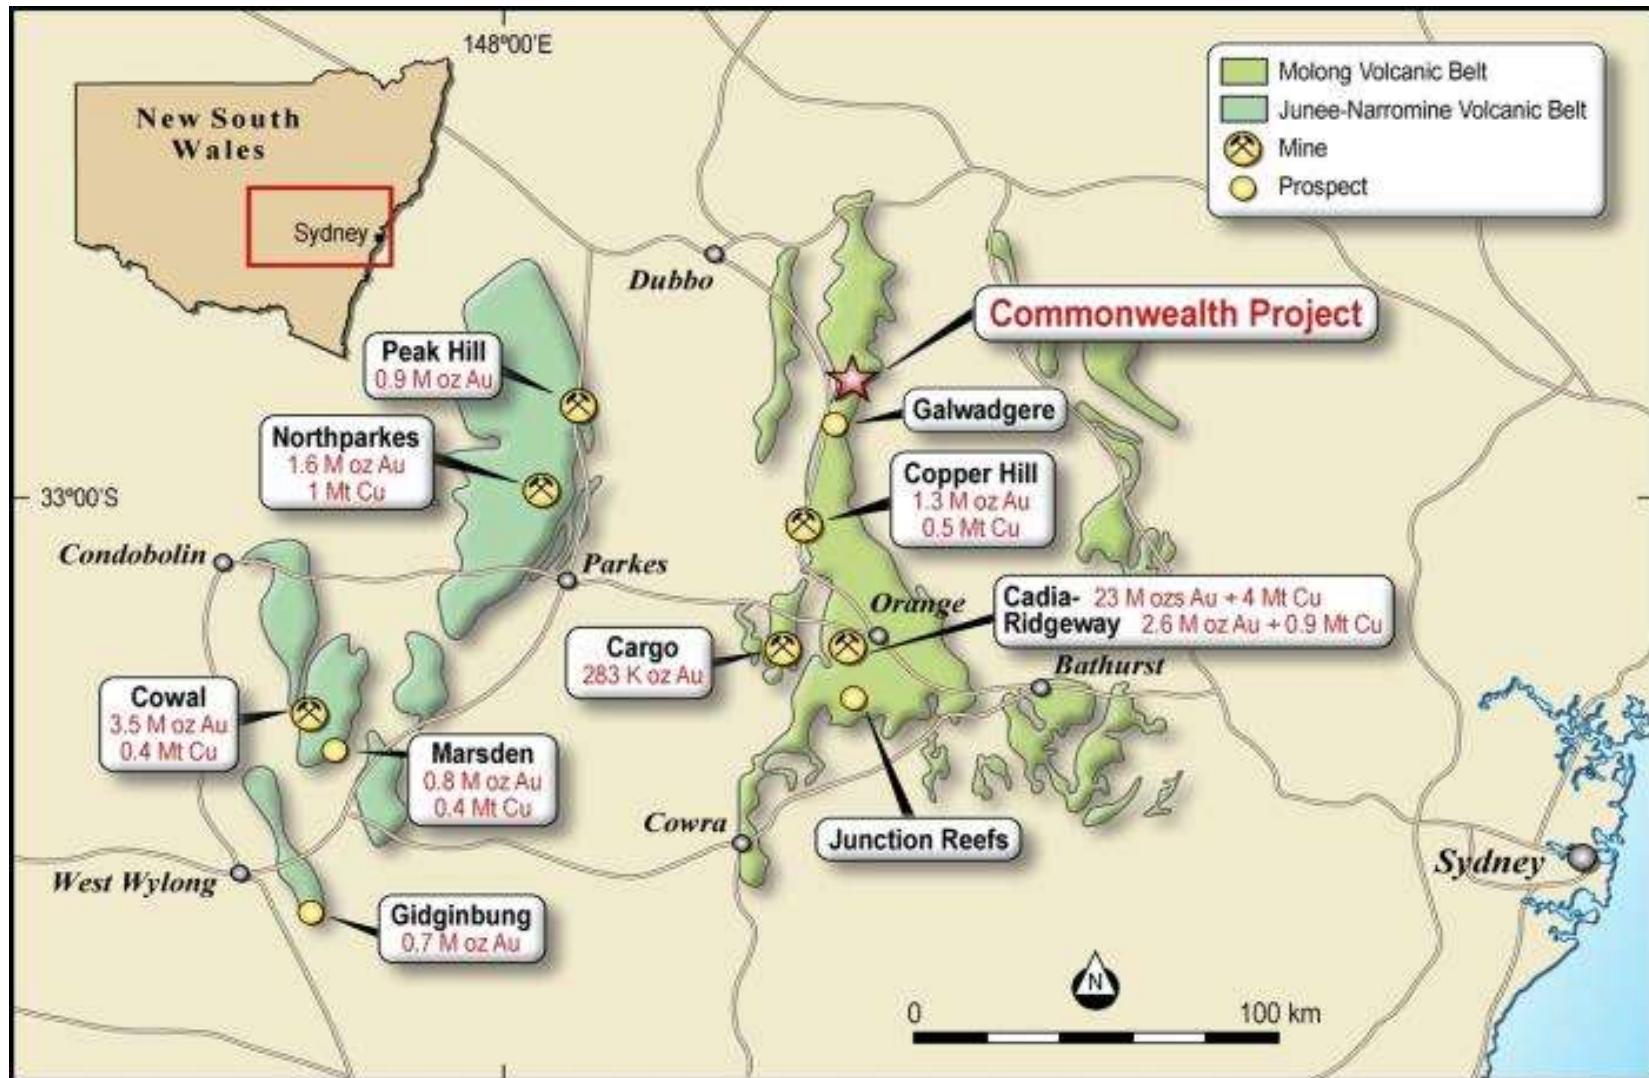 148°00'E
New South
Wales
Sydney
Molong Volcanic Belt
Junee-Narromine Volcanic Belt
Mine
Prospect
Dubbo
Commonwealth Project
Peak Hill
0.9 M oz Au
Galwadgere
Northparkes
1.6 M oz Au
1 Mt Cu
Copper Hill
1.3 M oz Au
0.5 Mt Cu
33°00'S
Condobolin
Parkes
Orange
Cadia- 23 M ozs Au + 4 Mt Cu
Ridgeway 2.6 M oz Au + 0.9 Mt Cu
Cargo
283 K oz Au
Bathurst
Cowal
3.5 M oz Au
0.4 Mt Cu
Marsden
0.8 M oz Au
0.4 Mt Cu
Cowra
Junction Reefs
Sydney
West Wylong
Gidginbung
0.7 M oz Au
N
0 100 km